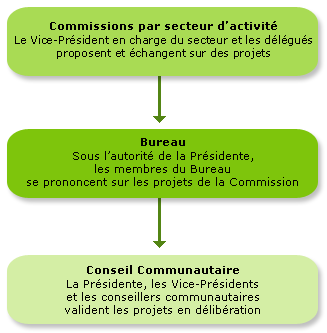 Commissions par secteur d'activité
Le Vice-Président en charge du secteur et les délégués
proposent et échangent sur des projets
Bureau
Sous l'autorité de la Présidente,
les membres du Bureau
se prononcent sur les projets de la Commission
Conseil Communautaire
La Présidente, les Vice-Présidents
et les conseillers communautaires
valident les projets en délibération